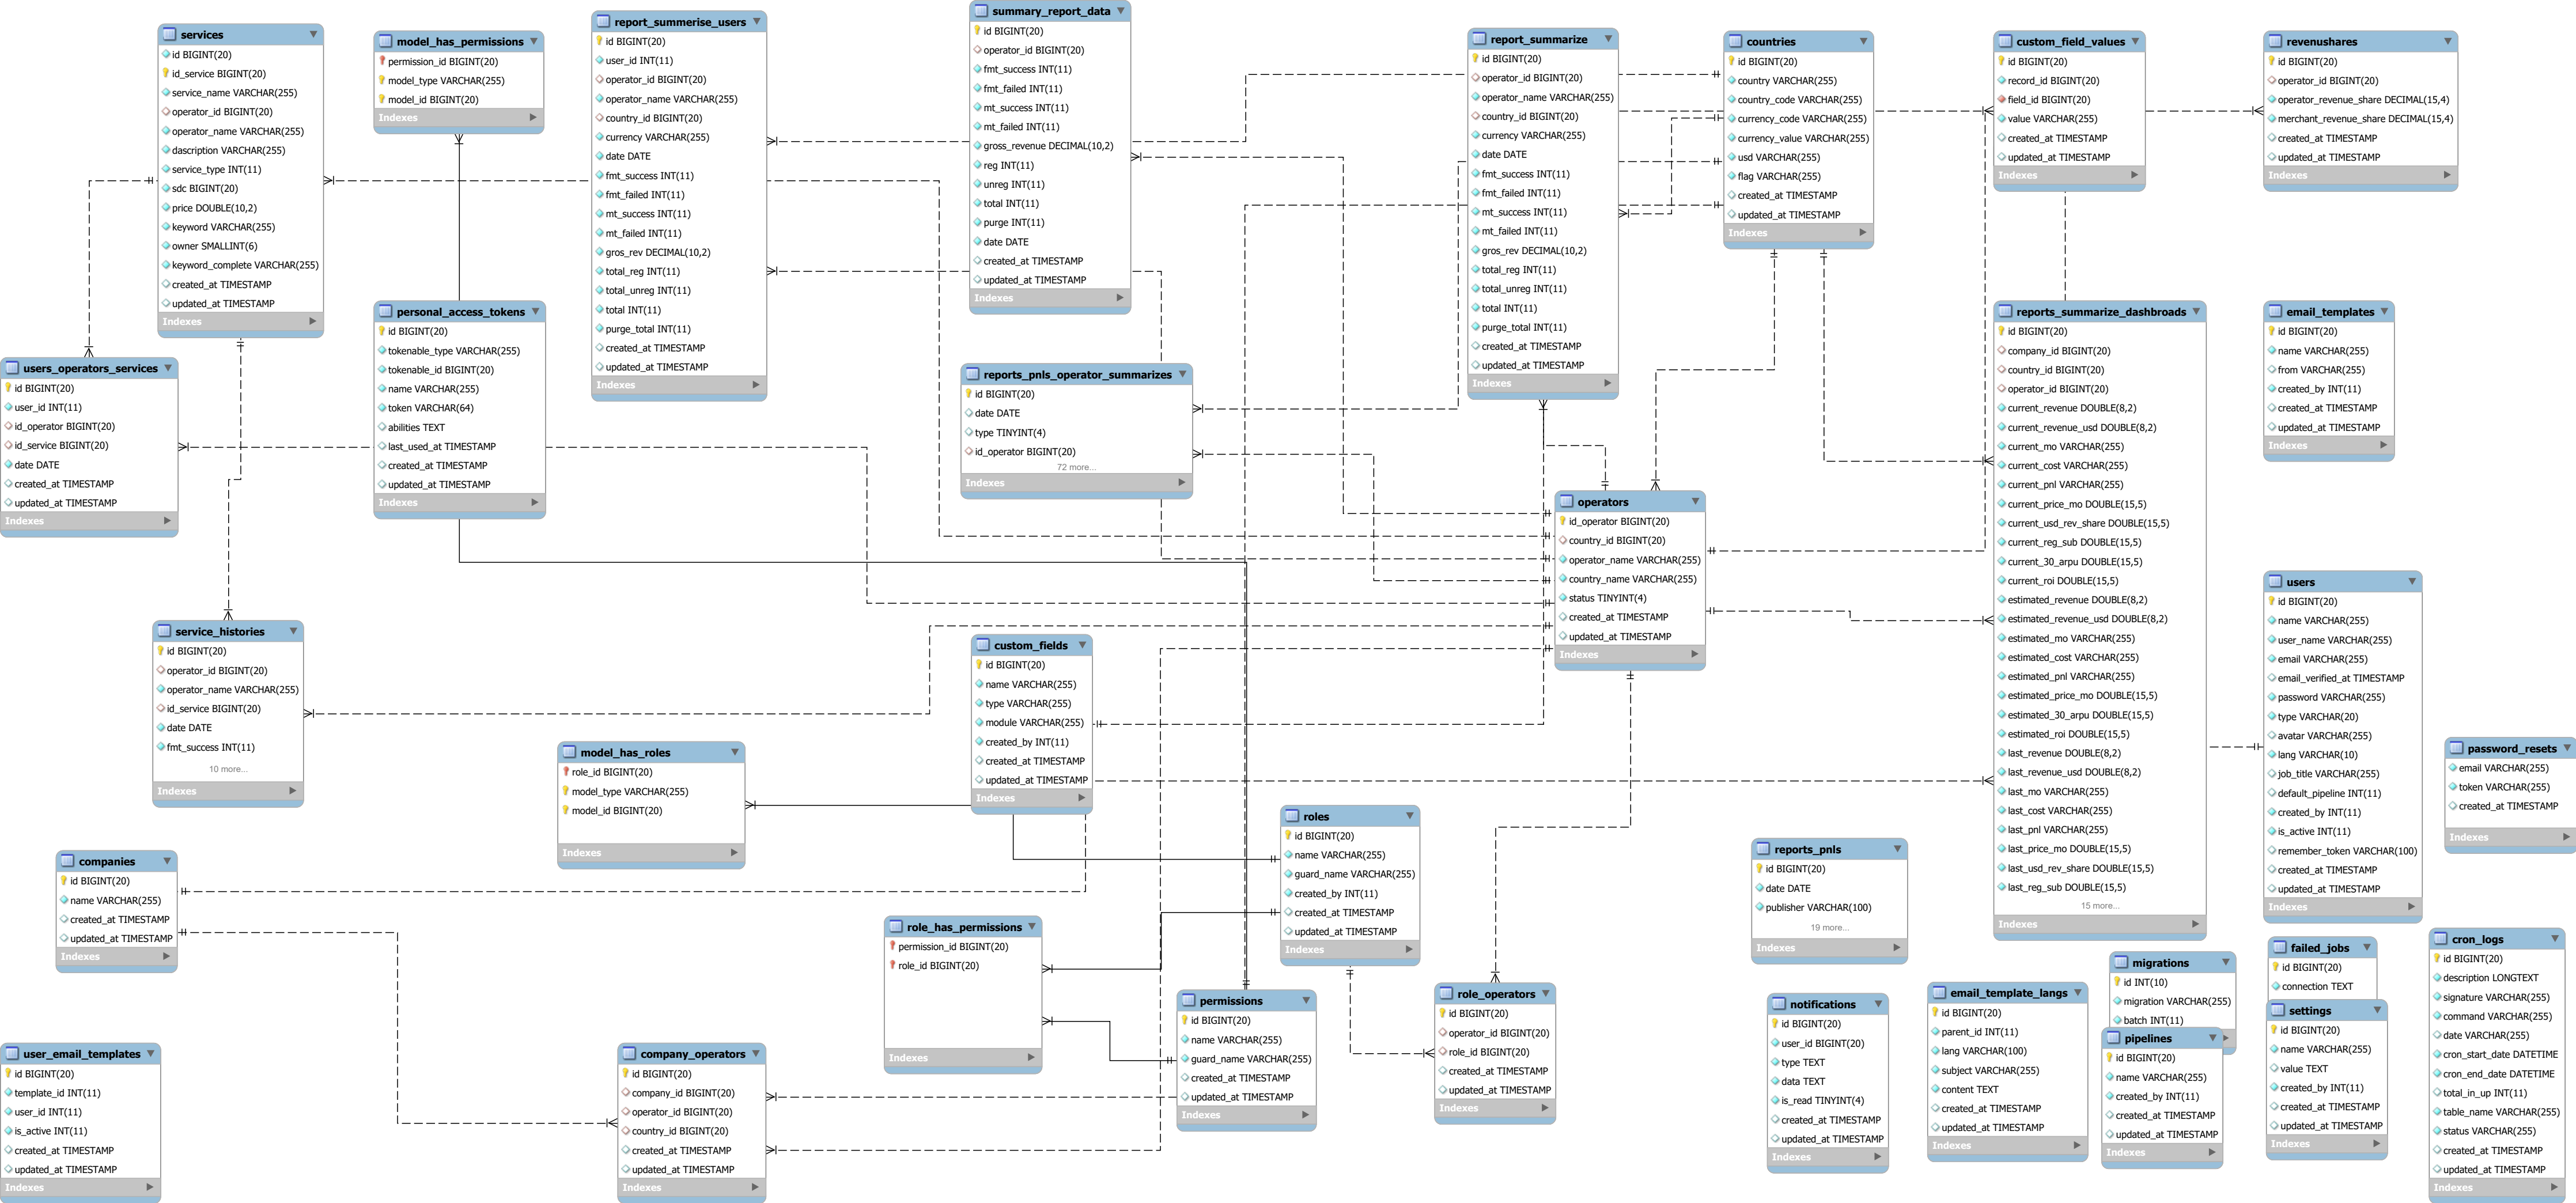 services
id BIGINT(20)
id_service BIGINT(20)
service_name VARCHAR(255)
operator_id BIGINT(20)
operator_name VARCHAR(255)
dascription VARCHAR(255)
service_type INT(11)
sdc BIGINT(20)
price DOUBLE(10,2)
keyword VARCHAR(255)
owner SMALLINT(6)
keyword_complete VARCHAR(255)
created_at TIMESTAMP
updated_at TIMESTAMP
Indexes
model_has_permissions
permission_id BIGINT(20)
model_type VARCHAR(255)
model_id BIGINT(20)
Indexes
report_summerise_users
id BIGINT(20)
user_id INT(11)
operator_id BIGINT(20)
operator_name VARCHAR(255)
country_id BIGINT(20)
currency VARCHAR(255)
date DATE
fmt_success INT(11)
fmt_failed INT(11)
mt_success INT(11)
mt_failed INT(11)
gros_rev DECIMAL(10,2)
total_reg INT(11)
total_unreg INT(11)
total INT(11)
purge_total INT(11)
created_at TIMESTAMP
updated_at TIMESTAMP
Indexes
summary_report_data
id BIGINT(20)
operator_id BIGINT(20)
fmt_success INT(11)
fmt_failed INT(11)
mt_success INT(11)
mt_failed INT(11)
gross_revenue DECIMAL(10,2)
reg INT(11)
unreg INT(11)
total INT(11)
purge INT(11)
date DATE
created_at TIMESTAMP
updated_at TIMESTAMP
Indexes
report_summarize
id BIGINT(20)
operator_id BIGINT(20)
operator_name VARCHAR(255)
country_id BIGINT(20)
currency VARCHAR(255)
date DATE
fmt_success INT(11)
fmt_failed INT(11)
mt_success INT(11)
mt_failed INT(11)
gros_rev DECIMAL(10,2)
total_reg INT(11)
total_unreg INT(11)
total INT(11)
purge_total INT(11)
created_at TIMESTAMP
updated_at TIMESTAMP
Indexes
countries
id BIGINT(20)
country VARCHAR(255)
country_code VARCHAR(255)
currency_code VARCHAR(255)
currency_value VARCHAR(255)
usd VARCHAR(255)
flag VARCHAR(255)
created_at TIMESTAMP
updated_at TIMESTAMP
Indexes
custom_field_values
id BIGINT(20)
record_id BIGINT(20)
field_id BIGINT(20)
value VARCHAR(255)
created_at TIMESTAMP
updated_at TIMESTAMP
Indexes
revenushares
id BIGINT(20)
operator_id BIGINT(20)
operator_revenue_share DECIMAL(15,4)
merchant_revenue_share DECIMAL(15,4)
created_at TIMESTAMP
updated_at TIMESTAMP
Indexes
users_operators_services
id BIGINT(20)
user_id INT(11)
id_operator BIGINT(20)
id_service BIGINT(20)
date DATE
created_at TIMESTAMP
updated_at TIMESTAMP
Indexes
personal_access_tokens
id BIGINT(20)
tokenable_type VARCHAR(255)
tokenable_id BIGINT(20)
name VARCHAR(255)
token VARCHAR(64)
abilities TEXT
last_used_at TIMESTAMP
created_at TIMESTAMP
updated_at TIMESTAMP
Indexes
reports_pnls_operator_summarizes
id BIGINT(20)
date DATE
type TINYINT(4)
id_operator BIGINT(20)
72 more...
Indexes
operators
id_operator BIGINT(20)
country_id BIGINT(20)
operator_name VARCHAR(255)
country_name VARCHAR(255)
status TINYINT(4)
created_at TIMESTAMP
updated_at TIMESTAMP
Indexes
reports_summarize_dashbroads
id BIGINT(20)
company_id BIGINT(20)
country_id BIGINT(20)
operator_id BIGINT(20)
current_revenue DOUBLE(8,2)
current_revenue_usd DOUBLE(8,2)
current_mo VARCHAR(255)
current_cost VARCHAR(255)
current_pnl VARCHAR(255)
current_price_mo DOUBLE(15,5)
current_usd_rev_share DOUBLE(15,5)
current_reg_sub DOUBLE(15,5)
current_30_arpu DOUBLE(15,5)
current_roi DOUBLE(15,5)
estimated_revenue DOUBLE(8,2)
estimated_revenue_usd DOUBLE(8,2)
estimated_mo VARCHAR(255)
estimated_cost VARCHAR(255)
estimated_pnl VARCHAR(255)
estimated_price_mo DOUBLE(15,5)
estimated_30_arpu DOUBLE(15,5)
estimated_roi DOUBLE(15,5)
last_revenue DOUBLE(8,2)
last_revenue_usd DOUBLE(8,2)
last_mo VARCHAR(255)
last_cost VARCHAR(255)
last_pnl VARCHAR(255)
last_price_mo DOUBLE(15,5)
last_usd_rev_share DOUBLE(15,5)
last_reg_sub DOUBLE(15,5)
15 more...
Indexes
email_templates
id BIGINT(20)
name VARCHAR(255)
from VARCHAR(255)
created_by INT(11)
created_at TIMESTAMP
updated_at TIMESTAMP
Indexes
users
id BIGINT(20)
name VARCHAR(255)
user_name VARCHAR(255)
email VARCHAR(255)
email_verified_at TIMESTAMP
password VARCHAR(255)
type VARCHAR(20)
avatar VARCHAR(255)
lang VARCHAR(10)
job_title VARCHAR(255)
default_pipeline INT(11)
created_by INT(11)
is_active INT(11)
remember_token VARCHAR(100)
created_at TIMESTAMP
updated_at TIMESTAMP
Indexes
password_resets
email VARCHAR(255)
token VARCHAR(255)
created_at TIMESTAMP
Indexes
service_histories
id BIGINT(20)
operator_id BIGINT(20)
operator_name VARCHAR(255)
id_service BIGINT(20)
date DATE
fmt_success INT(11)
10 more...
Indexes
custom_fields
id BIGINT(20)
name VARCHAR(255)
type VARCHAR(255)
module VARCHAR(255)
created_by INT(11)
created_at TIMESTAMP
updated_at TIMESTAMP
Indexes
model_has_roles
role_id BIGINT(20)
model_type VARCHAR(255)
model_id BIGINT(20)
Indexes
companies
id BIGINT(20)
name VARCHAR(255)
created_at TIMESTAMP
updated_at TIMESTAMP
Indexes
roles
id BIGINT(20)
name VARCHAR(255)
guard_name VARCHAR(255)
created_by INT(11)
created_at TIMESTAMP
updated_at TIMESTAMP
Indexes
reports_pnls
id BIGINT(20)
date DATE
publisher VARCHAR(100)
19 more...
Indexes
role_has_permissions
permission_id BIGINT(20)
role_id BIGINT(20)
Indexes
permissions
id BIGINT(20)
name VARCHAR(255)
guard_name VARCHAR(255)
created_at TIMESTAMP
updated_at TIMESTAMP
Indexes
role_operators
id BIGINT(20)
operator_id BIGINT(20)
role_id BIGINT(20)
created_at TIMESTAMP
updated_at TIMESTAMP
Indexes
user_email_templates
id BIGINT(20)
template_id INT(11)
user_id INT(11)
is_active INT(11)
created_at TIMESTAMP
updated_at TIMESTAMP
Indexes
company_operators
id BIGINT(20)
company_id BIGINT(20)
operator_id BIGINT(20)
country_id BIGINT(20)
created_at TIMESTAMP
updated_at TIMESTAMP
Indexes
notifications
id BIGINT(20)
user_id BIGINT(20)
type TEXT
data TEXT
is_read TINYINT(4)
created_at TIMESTAMP
updated_at TIMESTAMP
Indexes
email_template_langs
id BIGINT(20)
parent_id INT(11)
lang VARCHAR(100)
subject VARCHAR(255)
content TEXT
created_at TIMESTAMP
updated_at TIMESTAMP
Indexes
migrations
id INT(10)
migration VARCHAR(255)
batch INT(11)
pipelines
id BIGINT(20)
name VARCHAR(255)
created_by INT(11)
created_at TIMESTAMP
updated_at TIMESTAMP
Indexes
failed_jobs
id BIGINT(20)
connection TEXT
settings
id BIGINT(20)
name VARCHAR(255)
value TEXT
created_by INT(11)
created_at TIMESTAMP
updated_at TIMESTAMP
Indexes
cron_logs
id BIGINT(20)
description LONGTEXT
signature VARCHAR(255)
command VARCHAR(255)
date VARCHAR(255)
cron_start_date DATETIME
cron_end_date DATETIME
total_in_up INT(11)
table_name VARCHAR(255)
status VARCHAR(255)
created_at TIMESTAMP
updated_at TIMESTAMP
Indexes